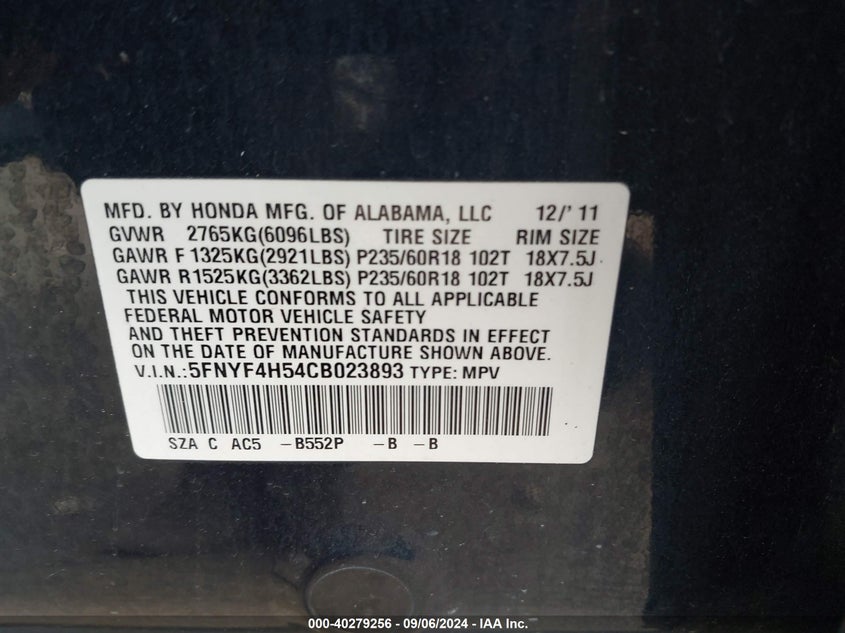 MFD. BY HONDA MFG. OF ALABAMA, LLC 12/'11
GVWR 2765KG(6096LBS) TIRE SIZE RIM SIZE
GAWR F 1325KG(2921LBS) P235/60R18 102T 18X7.5J
GAWR R1525KG(3362LBS) P235/60R18 102T 18X7.5J
THIS VEHICLE CONFORMS TO ALL APPLICABLE
FEDERAL MOTOR VEHICLE SAFETY
AND THEFT PREVENTION STANDARDS IN EFFECT
ON THE DATE OF MANUFACTURE SHOWN ABOVE.
V.I.N.:5FNYF4H54CB023893 TYPE: MPV
SZA C AC5 -B552P -B -B
000-40279256 - 09/06/2024 - IAA Inc.